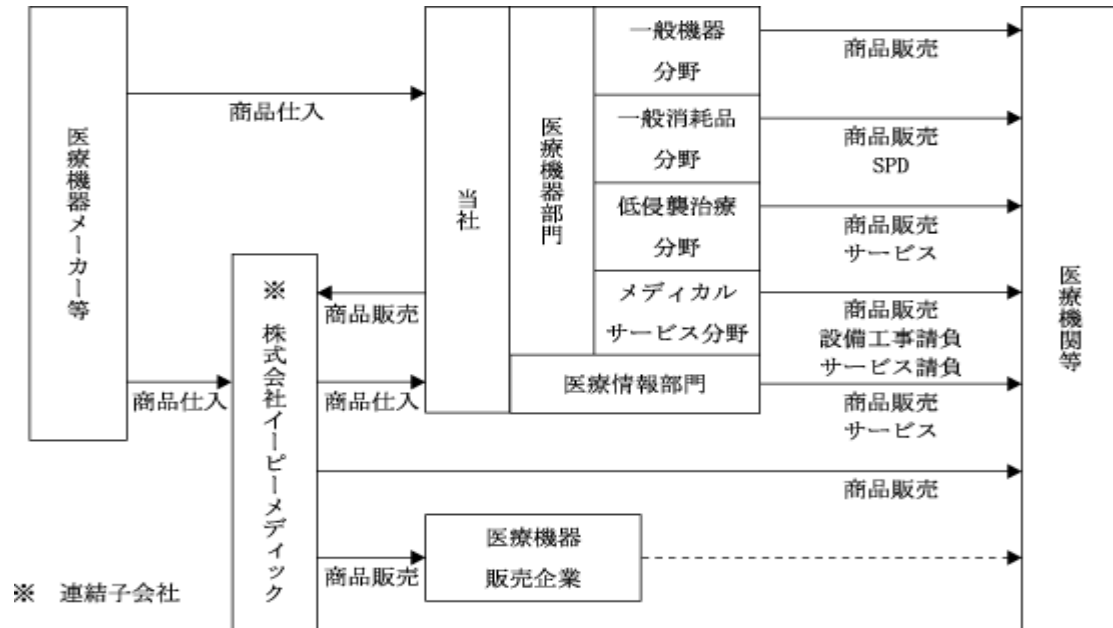 医療機器メーカー等
商品仕入
商品仕入
※ 株式会社イーピーメディック
商品販売
商品仕入
商品販売
当社
医療機器部門
一般機器
分野
一般消耗品
分野
低侵襲治療
分野
メディカル
サービス分野
医療情報部門
医療機器
販売企業
商品販売
商品販売
SPD
商品販売
サービス
商品販売
設備工事請負
サービス請負
商品販売
サービス
商品販売
医療機関等
※ 連結子会社